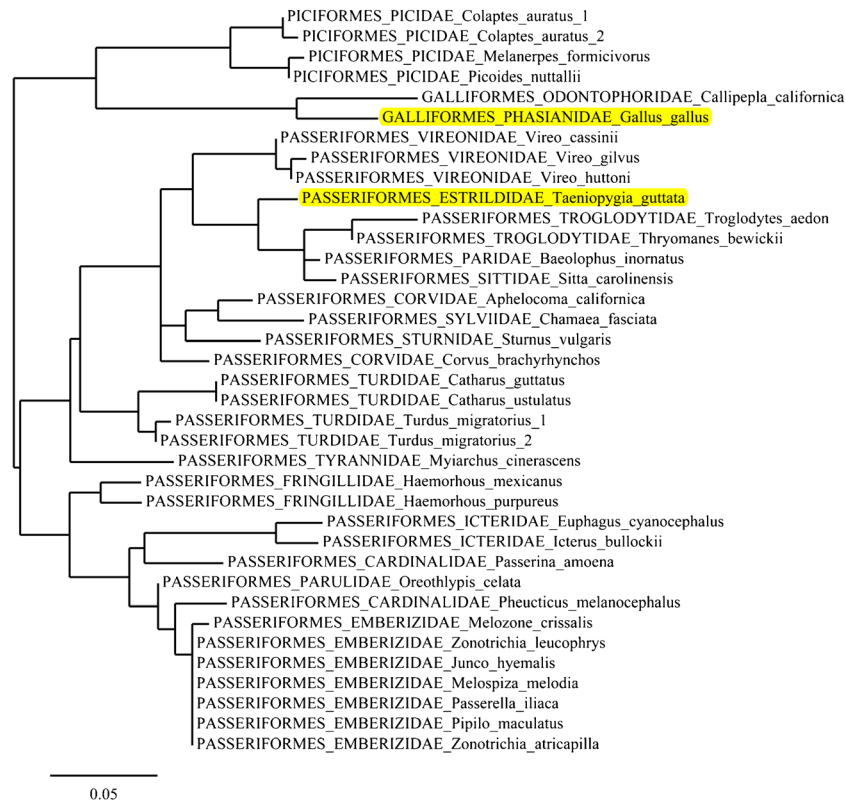 PICIFORMES_PICIDAE_Colaptes_auratus_1
PICIFORMES_PICIDAE_Colaptes_auratus_2
PICIFORMES_PICIDAE_Melanerpes_formicivorus
PICIFORMES_PICIDAE_Picoides_nuttallii
GALLIFORMES_ODONTOPHORIDAE_Callipepla_californica
GALLIFORMES_PHASIANIDAE_Gallus_gallus
PASSERIFORMES_VIREONIDAE_Vireo_cassinii
PASSERIFORMES_VIREONIDAE_Vireo_gilvus
PASSERIFORMES_VIREONIDAE_Vireo_huttoni
PASSERIFORMES_ESTRILDIDAE_Taeniopygia_guttata
PASSERIFORMES_TROGLODYTIDAE_Troglodytes_aedon
PASSERIFORMES_TROGLODYTIDAE_Thryomanes_bewickii
PASSERIFORMES_PARIDAE_Baeolophus_inornatus
PASSERIFORMES_SITTIDAE_Sitta_carolinensis
PASSERIFORMES_CORVIDAE_Aphelocoma_californica
PASSERIFORMES_SYLVIIDAE_Chamaea_fasciata
PASSERIFORMES_STURNIDAE_Sturnus_vulgaris
PASSERIFORMES_CORVIDAE_Corvus_brachyrhynchos
PASSERIFORMES_TURDIDAE_Catharus_guttatus
PASSERIFORMES_TURDIDAE_Catharus_ustulatus
PASSERIFORMES_TURDIDAE_Turdus_migratorius_1
PASSERIFORMES_TURDIDAE_Turdus_migratorius_2
PASSERIFORMES_TYRANNIDAE_Myiarchus_cinerascens
PASSERIFORMES_FRINGILLIDAE_Haemorhous_mexicanus
PASSERIFORMES_FRINGILLIDAE_Haemorhous_purpureus
PASSERIFORMES_ICTERIDAE_Euphagus_cyanocephalus
PASSERIFORMES_ICTERIDAE_Icterus_bullockii
PASSERIFORMES_CARDINALIDAE_Passerina_amoena
PASSERIFORMES_PARULIDAE_Oreothlypis_celata
PASSERIFORMES_CARDINALIDAE_Pheucticus_melanocephalus
PASSERIFORMES_EMBERIZIDAE_Melozone_crissalis
PASSERIFORMES_EMBERIZIDAE_Zonotrichia_leucophrys
PASSERIFORMES_EMBERIZIDAE_Junco_hyemalis
PASSERIFORMES_EMBERIZIDAE_Melospiza_melodia
PASSERIFORMES_EMBERIZIDAE_Passerella_iliaca
PASSERIFORMES_EMBERIZIDAE_Pipilo_maculatus
PASSERIFORMES_EMBERIZIDAE_Zonotrichia_atricapilla
0.05